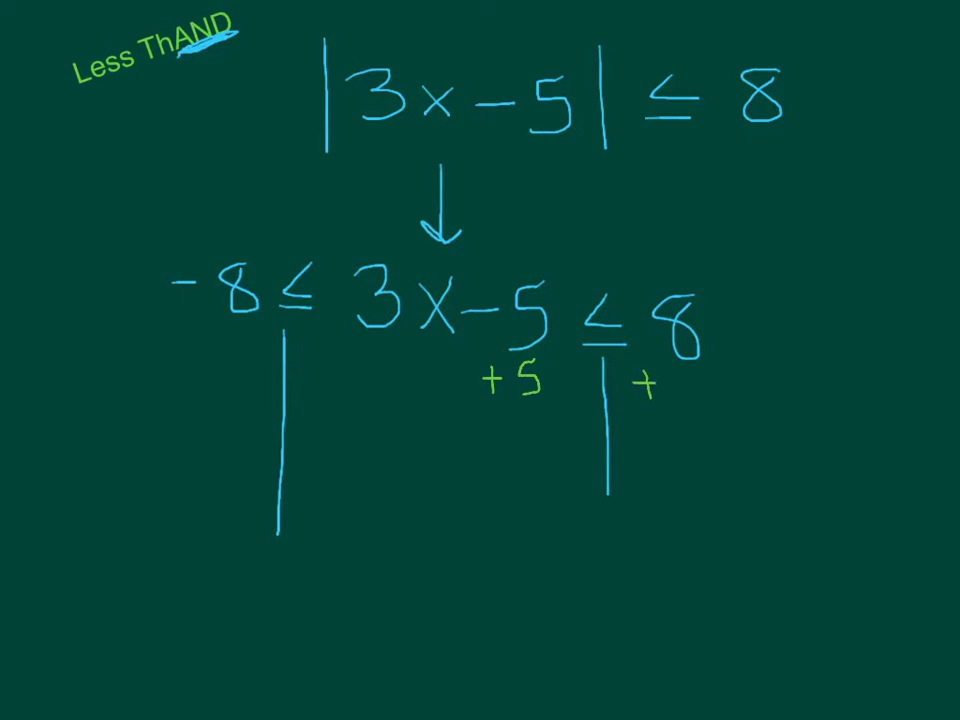 Less ThAND
|3x - 5| ≤ 8
-8 ≤ 3x - 5 ≤ 8
+5 +